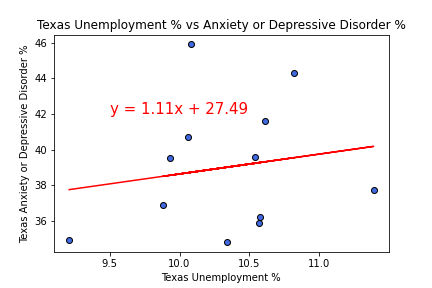 Texas Unemployment % vs Anxiety or Depressive Disorder %
46
44
42
40
38
36
y = 1.11x + 27.49
Texas Anxiety or Depressive Disorder %
9.5 10.0 10.5 11.0
Texas Unemployment %